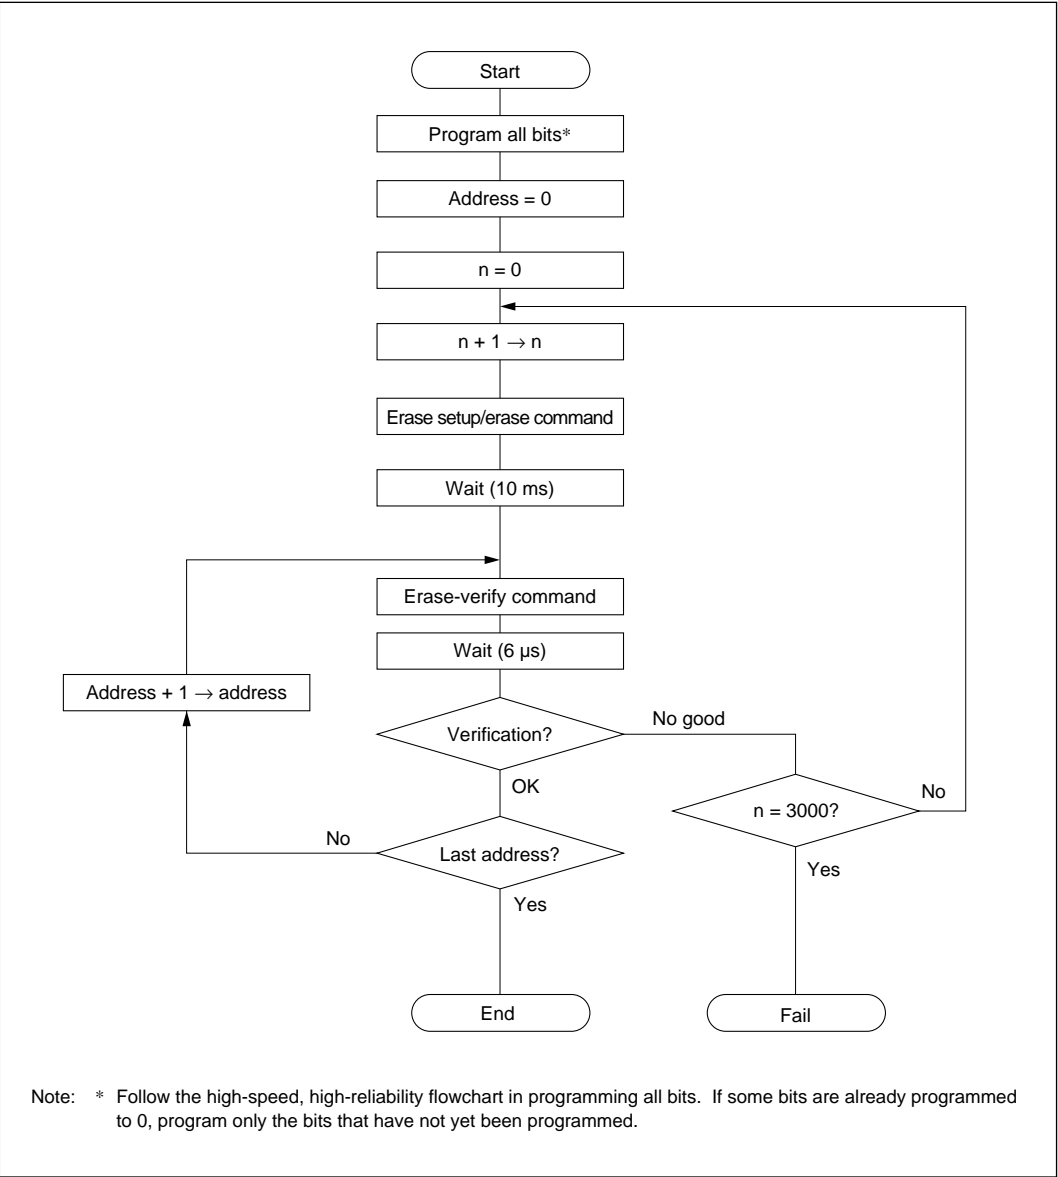 Start
Program all bits*
Address = 0
n = 0
n + 1 → n
Erase setup/erase command
Wait (10 ms)
Erase-verify command
Wait (6 µs)
Address + 1 → address
Verification?
No good
OK
n = 3000?
No
No
Last address?
Yes
Yes
End
Fail
Note: * Follow the high-speed, high-reliability flowchart in programming all bits. If some bits are already programmed
to 0, program only the bits that have not yet been programmed.